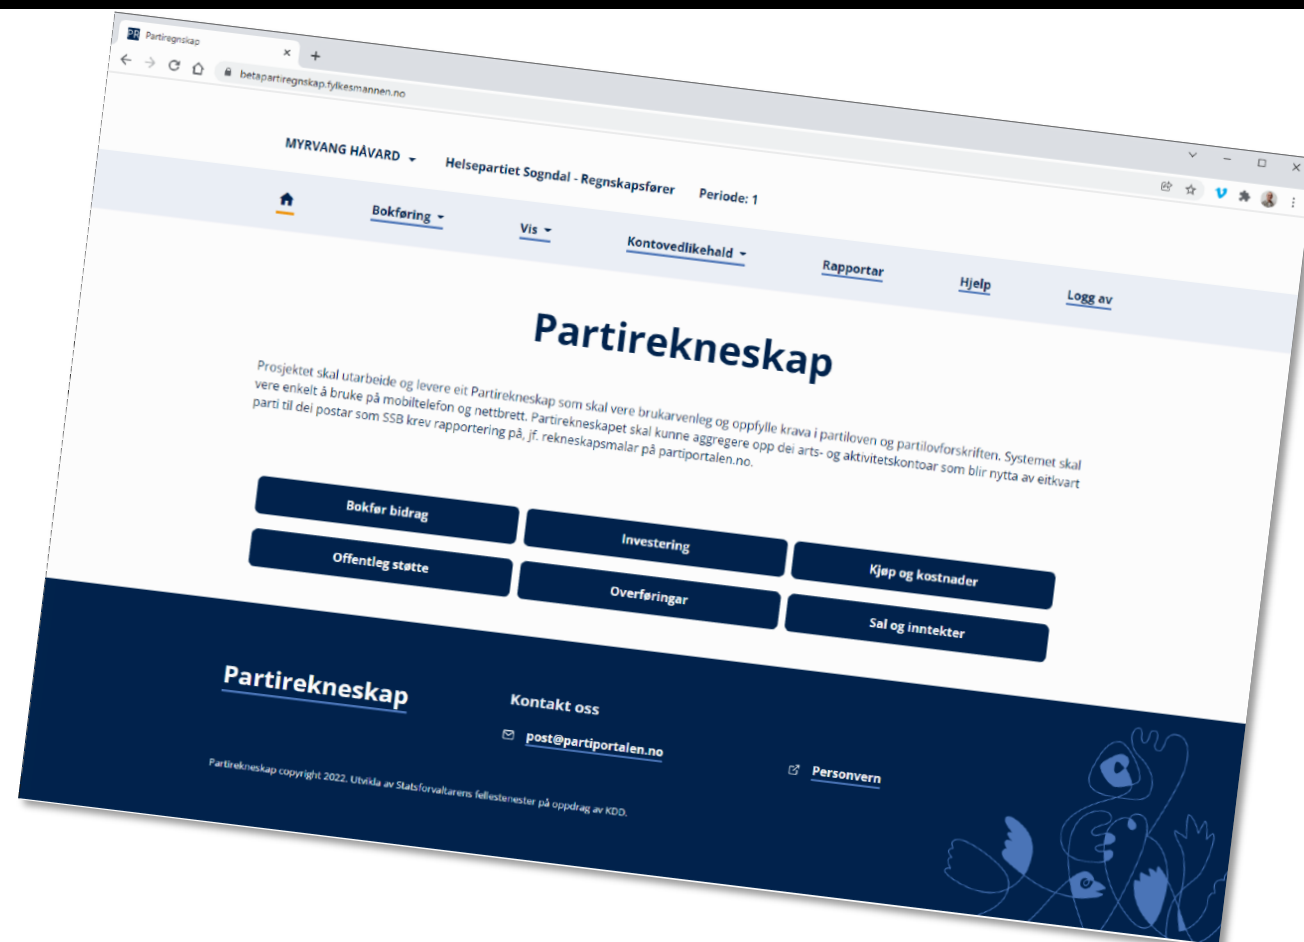 PR Partiregnskap
betapartiregnskap.fylkesmannen.no
MYRVANG HÅVARD Helsepartiet Sogndal - Regnskapsfører Periode: 1
Bokføring Vis Kontovedlikehald Rapportar Hjelp Logg av
Partirekneskap
Prosjektet skal utarbeide og levere eit Partirekneskap som skal vere brukarvenleg og oppfylle krava i partiloven og partilovforskriften. Systemet skal
vere enkelt å bruke på mobiltelefon og nettbrett. Partirekneskapet skal kunne aggregere opp dei arts- og aktivitetskontoar som blir nytta av eitkvart
parti til dei postar som SSB krev rapportering på, jf. rekneskapsmalar på partiportalen.no.
Bokfør bidrag Investering Kjøp og kostnader
Offentleg støtte Overføringar Sal og inntekter
Partirekneskap
Kontakt oss
post@partiportalen.no
Personvern
Partirekneskap copyright 2022. Utvikla av Statsforvaltarens fellestenester på oppdrag av KDD.